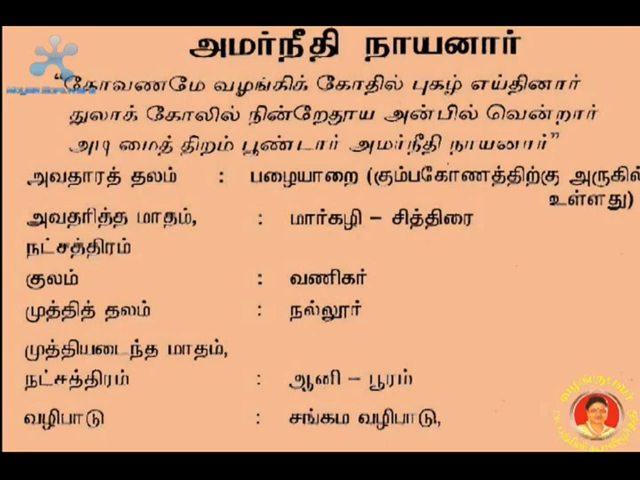 அமர்நீதி நாயனார்
“கோவணமே வழங்கிக் கோதில் புகழ் எய்தினார்
துலாக் கோலில் நின்றேதூய அன்பில் வென்றார்
அடி மைத் திறம் பூண்டார் அமர்நீதி நாயனார்”
அவதாரத் தலம் : பழையாறை (கும்பகோணத்திற்கு அருகில்
உள்ளது)
அவதரித்த மாதம், : மார்கழி – சித்திரை
நட்சத்திரம்
குலம் : வணிகர்
முத்தித் தலம் : நல்லூர்
முத்தியடைந்த மாதம்,
நட்சத்திரம் : ஆனி – பூரம்
வழிபாடு : சங்கம வழிபாடு,